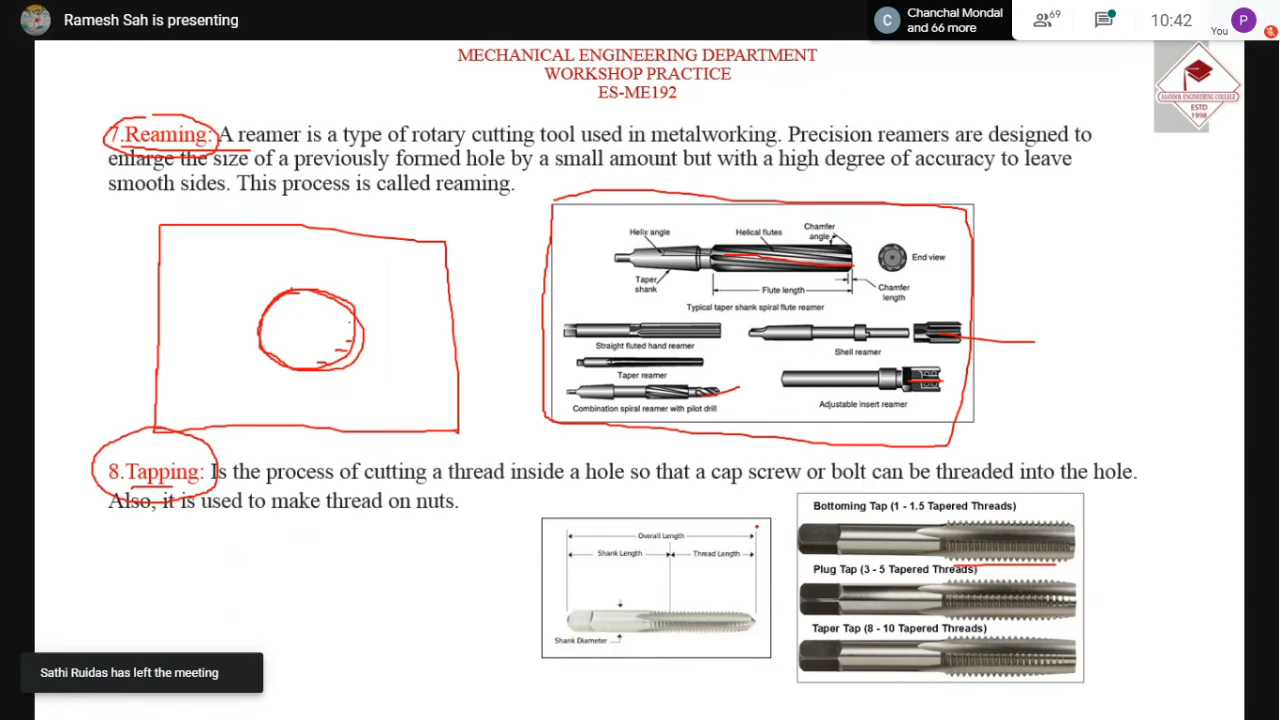 Ramesh Sah is presenting
C
Chanchal Mondal
and 66 more
69
10:42
You
P
MECHANICAL ENGINEERING DEPARTMENT
WORKSHOP PRACTICE
ES-ME192
ASANSOL ENGINEERING COLLEGE
ESTD
1998
7.Reaming: A reamer is a type of rotary cutting tool used in metalworking. Precision reamers are designed to
enlarge the size of a previously formed hole by a small amount but with a high degree of accuracy to leave
smooth sides. This process is called reaming.
Helix angle
Helical flutes
Chamfer
angle
End view
Taper
shank
Flute length
Chamfer
length
Typical taper shank spiral flute reamer
Straight fluted hand reamer
Shell reamer
Taper reamer
Combination spiral reamer with pilot drill
Adjustable insert reamer
8.Tapping: Is the process of cutting a thread inside a hole so that a cap screw or bolt can be threaded into the hole.
Also, it is used to make thread on nuts.
Overall Length
Shank Length
Thread Length
Shank Diameter
Bottoming Tap (1 - 1.5 Tapered Threads)
Plug Tap (3 - 5 Tapered Threads)
Taper Tap (8 - 10 Tapered Threads)
Sathi Ruidas has left the meeting